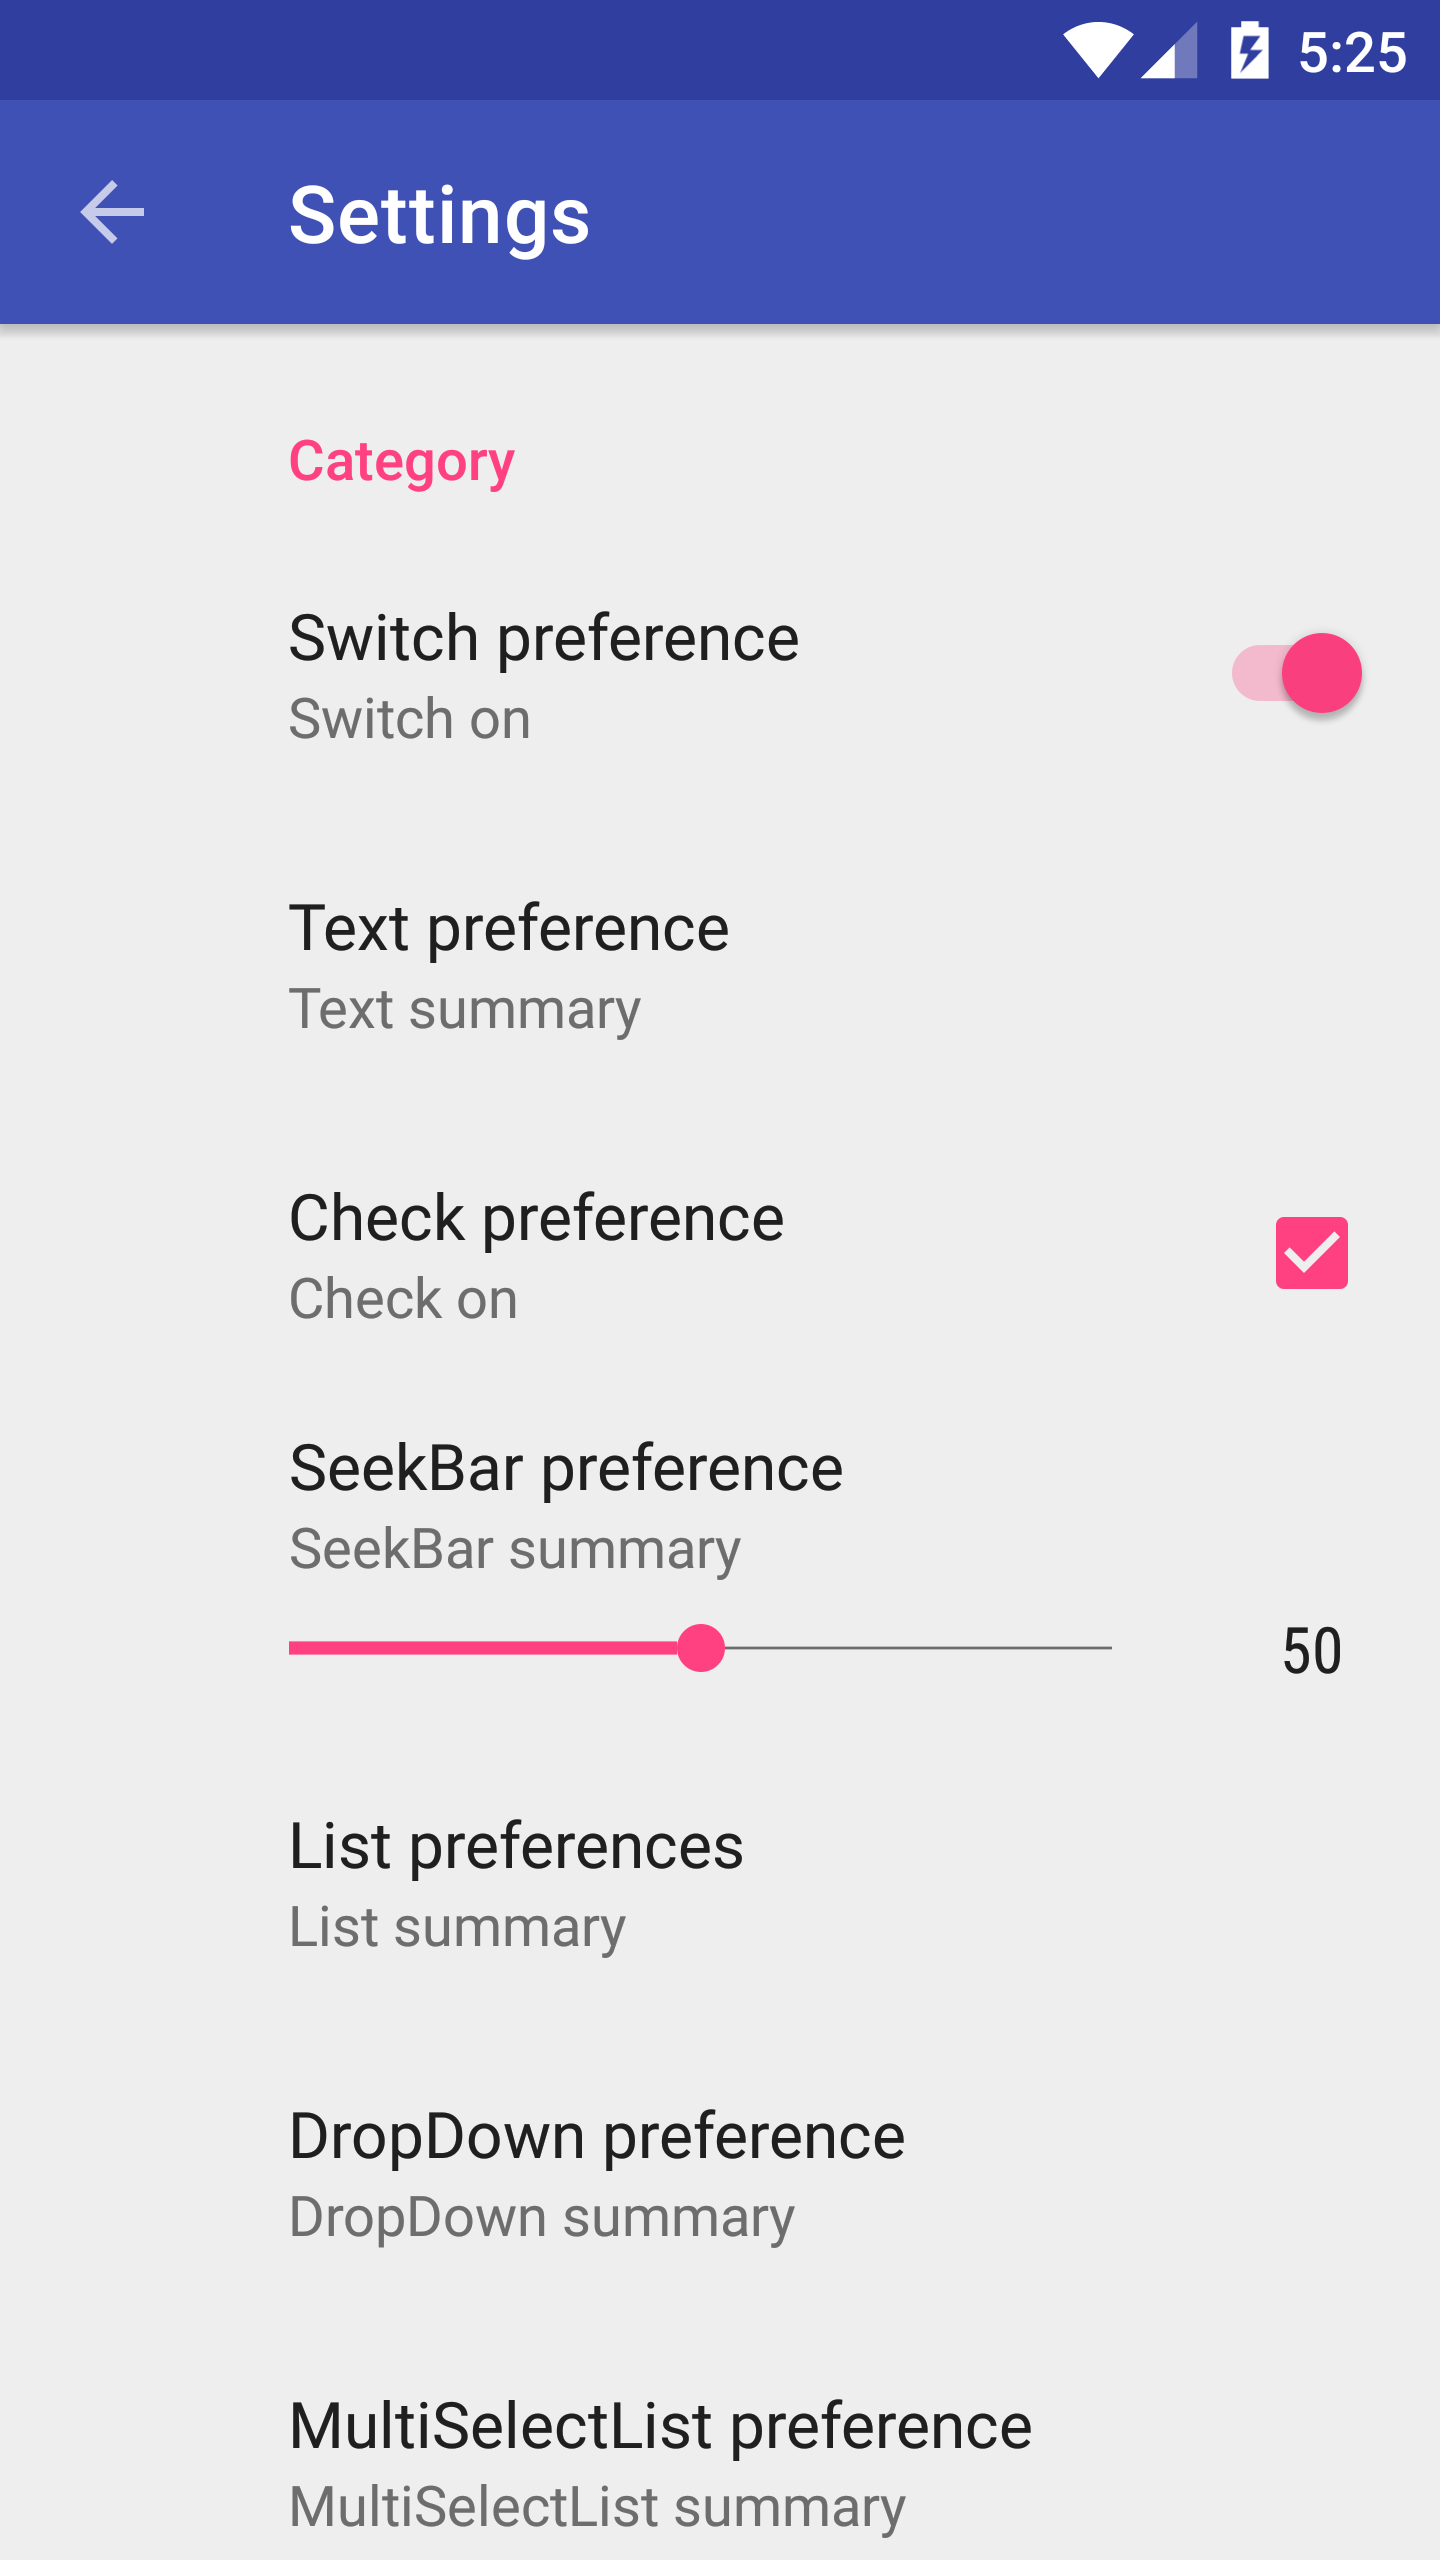 5:25
Settings
Category
Switch preference
Switch on
Text preference
Text summary
Check preference
Check on
SeekBar preference
SeekBar summary
50
List preferences
List summary
DropDown preference
DropDown summary
MultiSelectList preference
MultiSelectList summary